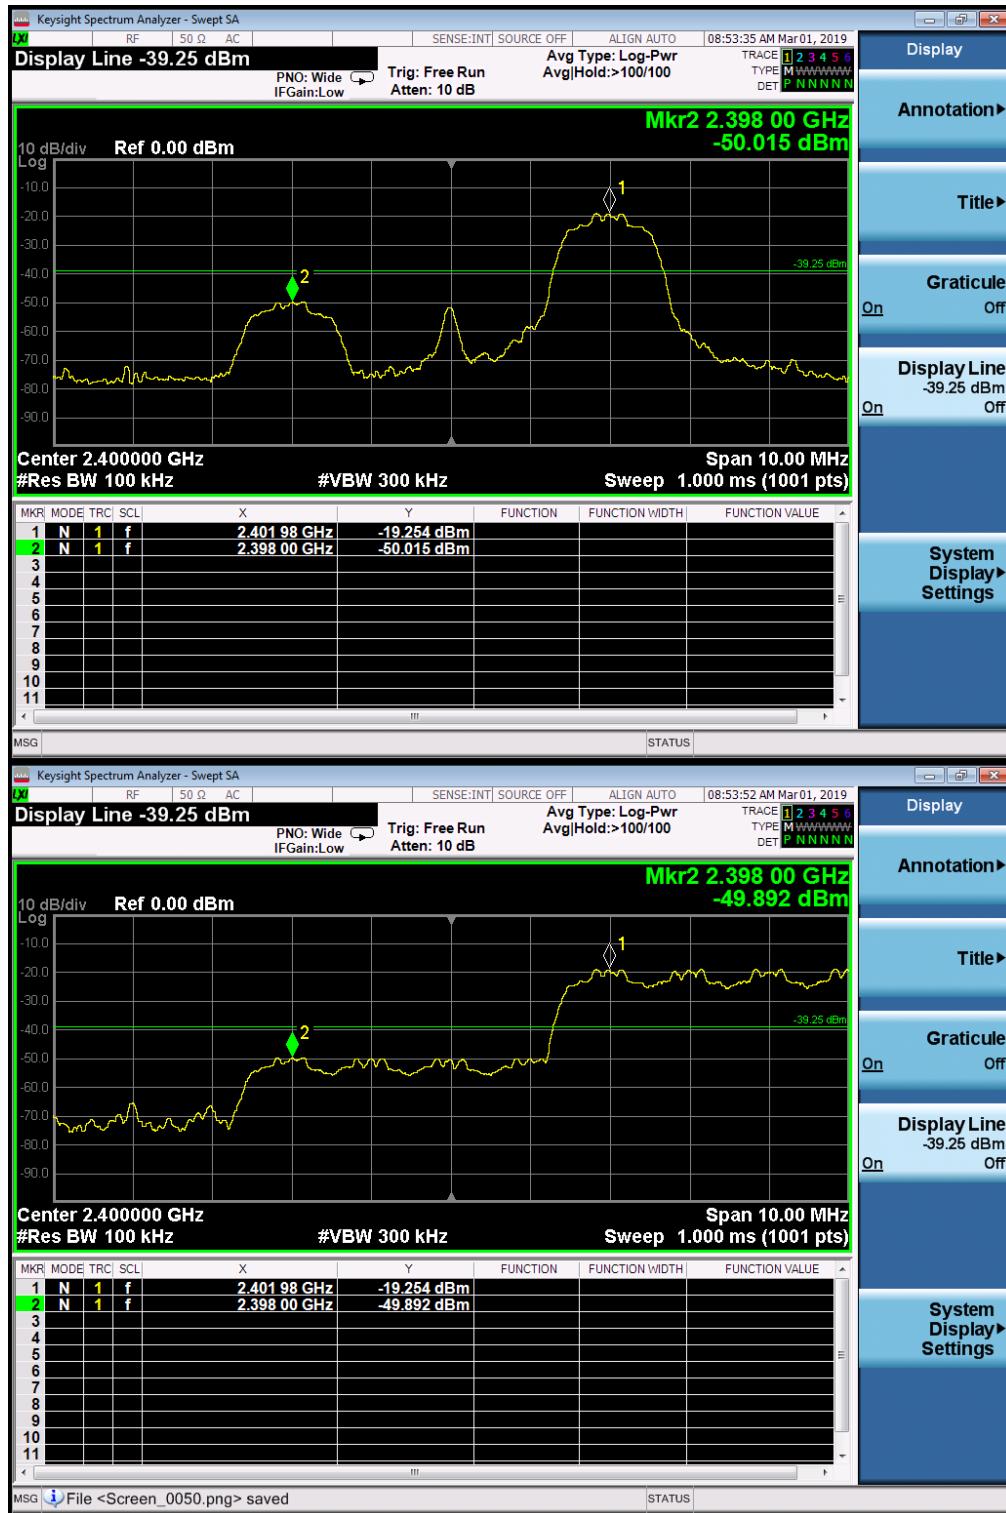 Keysight Spectrum Analyzer - Swept SA
LXI RF 50 Ω AC SENSE:INT SOURCE OFF ALIGN AUTO 08:53:35 AM Mar 01, 2019
Display Line -39.25 dBm
PNO: Wide
IFGain:Low
Trig: Free Run
Atten: 10 dB
Avg Type: Log-Pwr
Avg|Hold:>100/100
TRACE 1 2 3 4 5 6
TYPE M WWWWW
DET P N N N N N
Mkr2 2.398 00 GHz
-50.015 dBm
10 dB/div Ref 0.00 dBm
Log
-10.0
-20.0
-30.0
-40.0
-50.0
-60.0
-70.0
-80.0
-90.0
1
2
-39.25 dBm
Center 2.400000 GHz Span 10.00 MHz
#Res BW 100 kHz #VBW 300 kHz Sweep 1.000 ms (1001 pts)
MKR MODE TRC SCL X Y FUNCTION FUNCTION WIDTH FUNCTION VALUE
1 N 1 f 2.401 98 GHz -19.254 dBm
2 N 1 f 2.398 00 GHz -50.015 dBm
3
4
5
6
7
8
9
10
11
MSG STATUS
Display
Annotation
Title
Graticule
On Off
Display Line
-39.25 dBm
On Off
System
Display
Settings
Keysight Spectrum Analyzer - Swept SA
LXI RF 50 Ω AC SENSE:INT SOURCE OFF ALIGN AUTO 08:53:52 AM Mar 01, 2019
Display Line -39.25 dBm
PNO: Wide
IFGain:Low
Trig: Free Run
Atten: 10 dB
Avg Type: Log-Pwr
Avg|Hold:>100/100
TRACE 1 2 3 4 5 6
TYPE M WWWWW
DET P N N N N N
Mkr2 2.398 00 GHz
-49.892 dBm
10 dB/div Ref 0.00 dBm
Log
-10.0
-20.0
-30.0
-40.0
-50.0
-60.0
-70.0
-80.0
-90.0
1
2
-39.25 dBm
Center 2.400000 GHz Span 10.00 MHz
#Res BW 100 kHz #VBW 300 kHz Sweep 1.000 ms (1001 pts)
MKR MODE TRC SCL X Y FUNCTION FUNCTION WIDTH FUNCTION VALUE
1 N 1 f 2.401 98 GHz -19.254 dBm
2 N 1 f 2.398 00 GHz -49.892 dBm
3
4
5
6
7
8
9
10
11
MSG File <Screen_0050.png> saved STATUS
Display
Annotation
Title
Graticule
On Off
Display Line
-39.25 dBm
On Off
System
Display
Settings